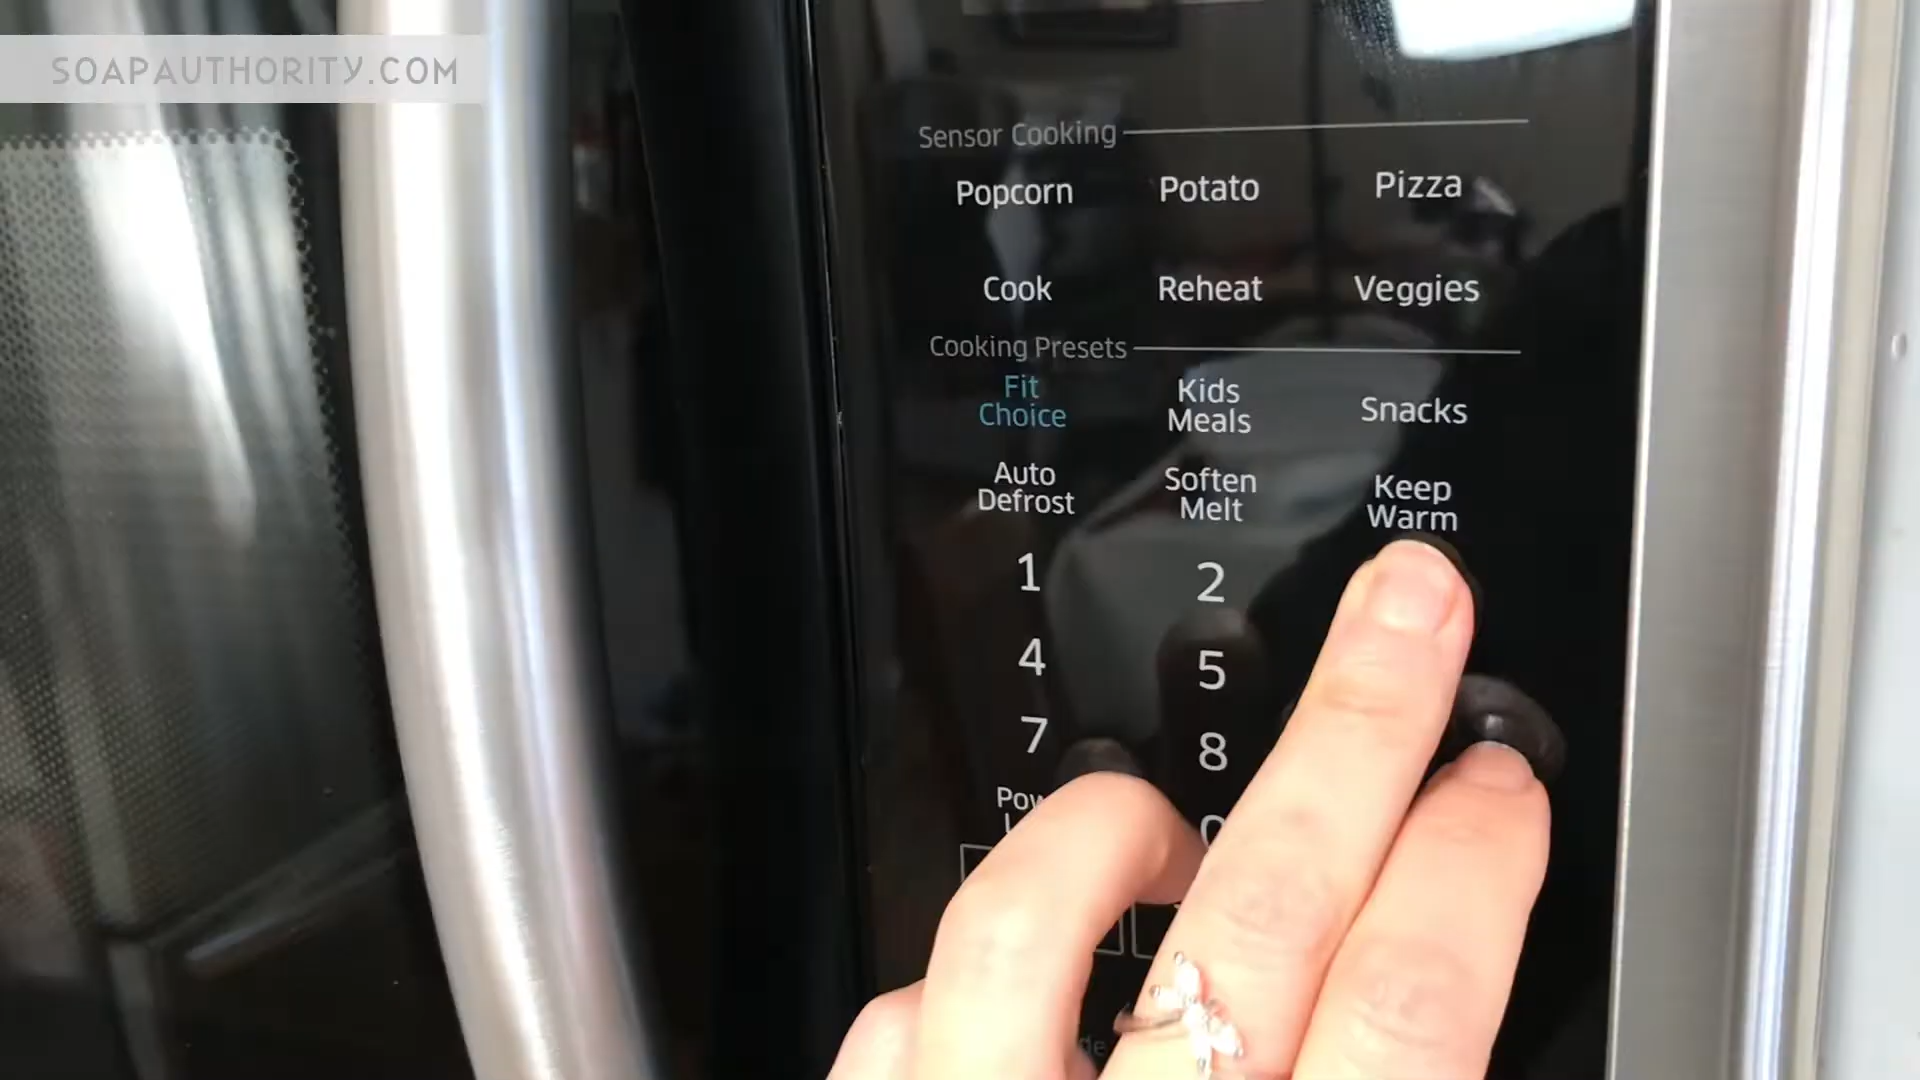 SOAPAUTHORITY.COM
Sensor Cooking
Popcorn Potato Pizza
Cook Reheat Veggies
Cooking Presets
Fit Choice
Kids Meals
Snacks
Auto Defrost
Soften Melt
Keep Warm
1 2
4 5
7 8